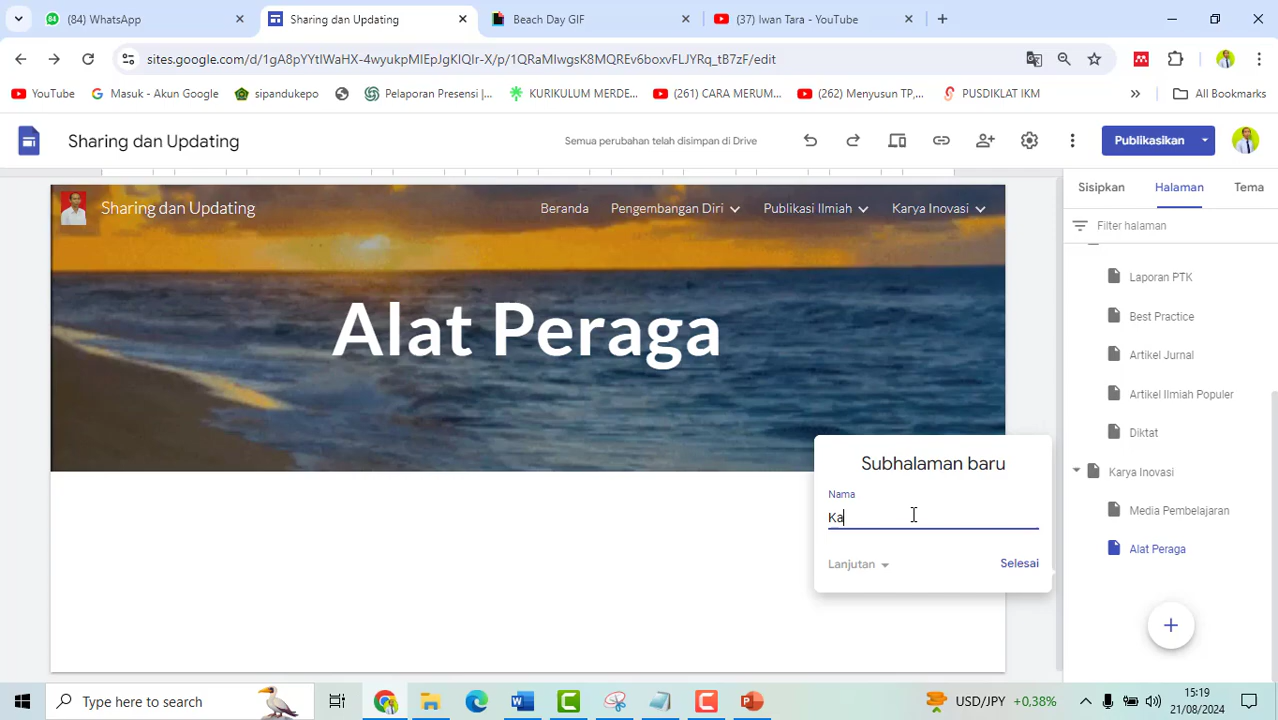 (84) WhatsApp
Sharing dan Updating
Beach Day GIF
(37) Iwan Tara - YouTube
sites.google.com/d/1gA8pYYtIWaHX-4wyukpMIEpDgKIQIr-X/p/1QRaMIwgsK8MQREv6boxvFLJYRq_tB7zF/edit
YouTube
Masuk - Akun Google
sipandukepo
Pelaporan Presensi |...
KURIKULUM MERDE...
(261) CARA MERUM...
(262) Menyusun TP,...
PUSDIKLAT IKM
All Bookmarks
Sharing dan Updating
Semua perubahan telah disimpan di Drive
Publikasikan
Sisipkan
Halaman
Tema
Sharing dan Updating
Beranda
Pengembangan Diri
Publikasi Ilmiah
Karya Inovasi
Filter halaman
Alat Peraga
Laporan PTK
Best Practice
Artikel Jurnal
Artikel Ilmiah Populer
Diktat
Karya Inovasi
Media Pembelajaran
Alat Peraga
Subhalaman baru
Nama
Ka
Lanjutan
Selesai
Type here to search
USD/JPY +0,38%
15:19
21/08/2024